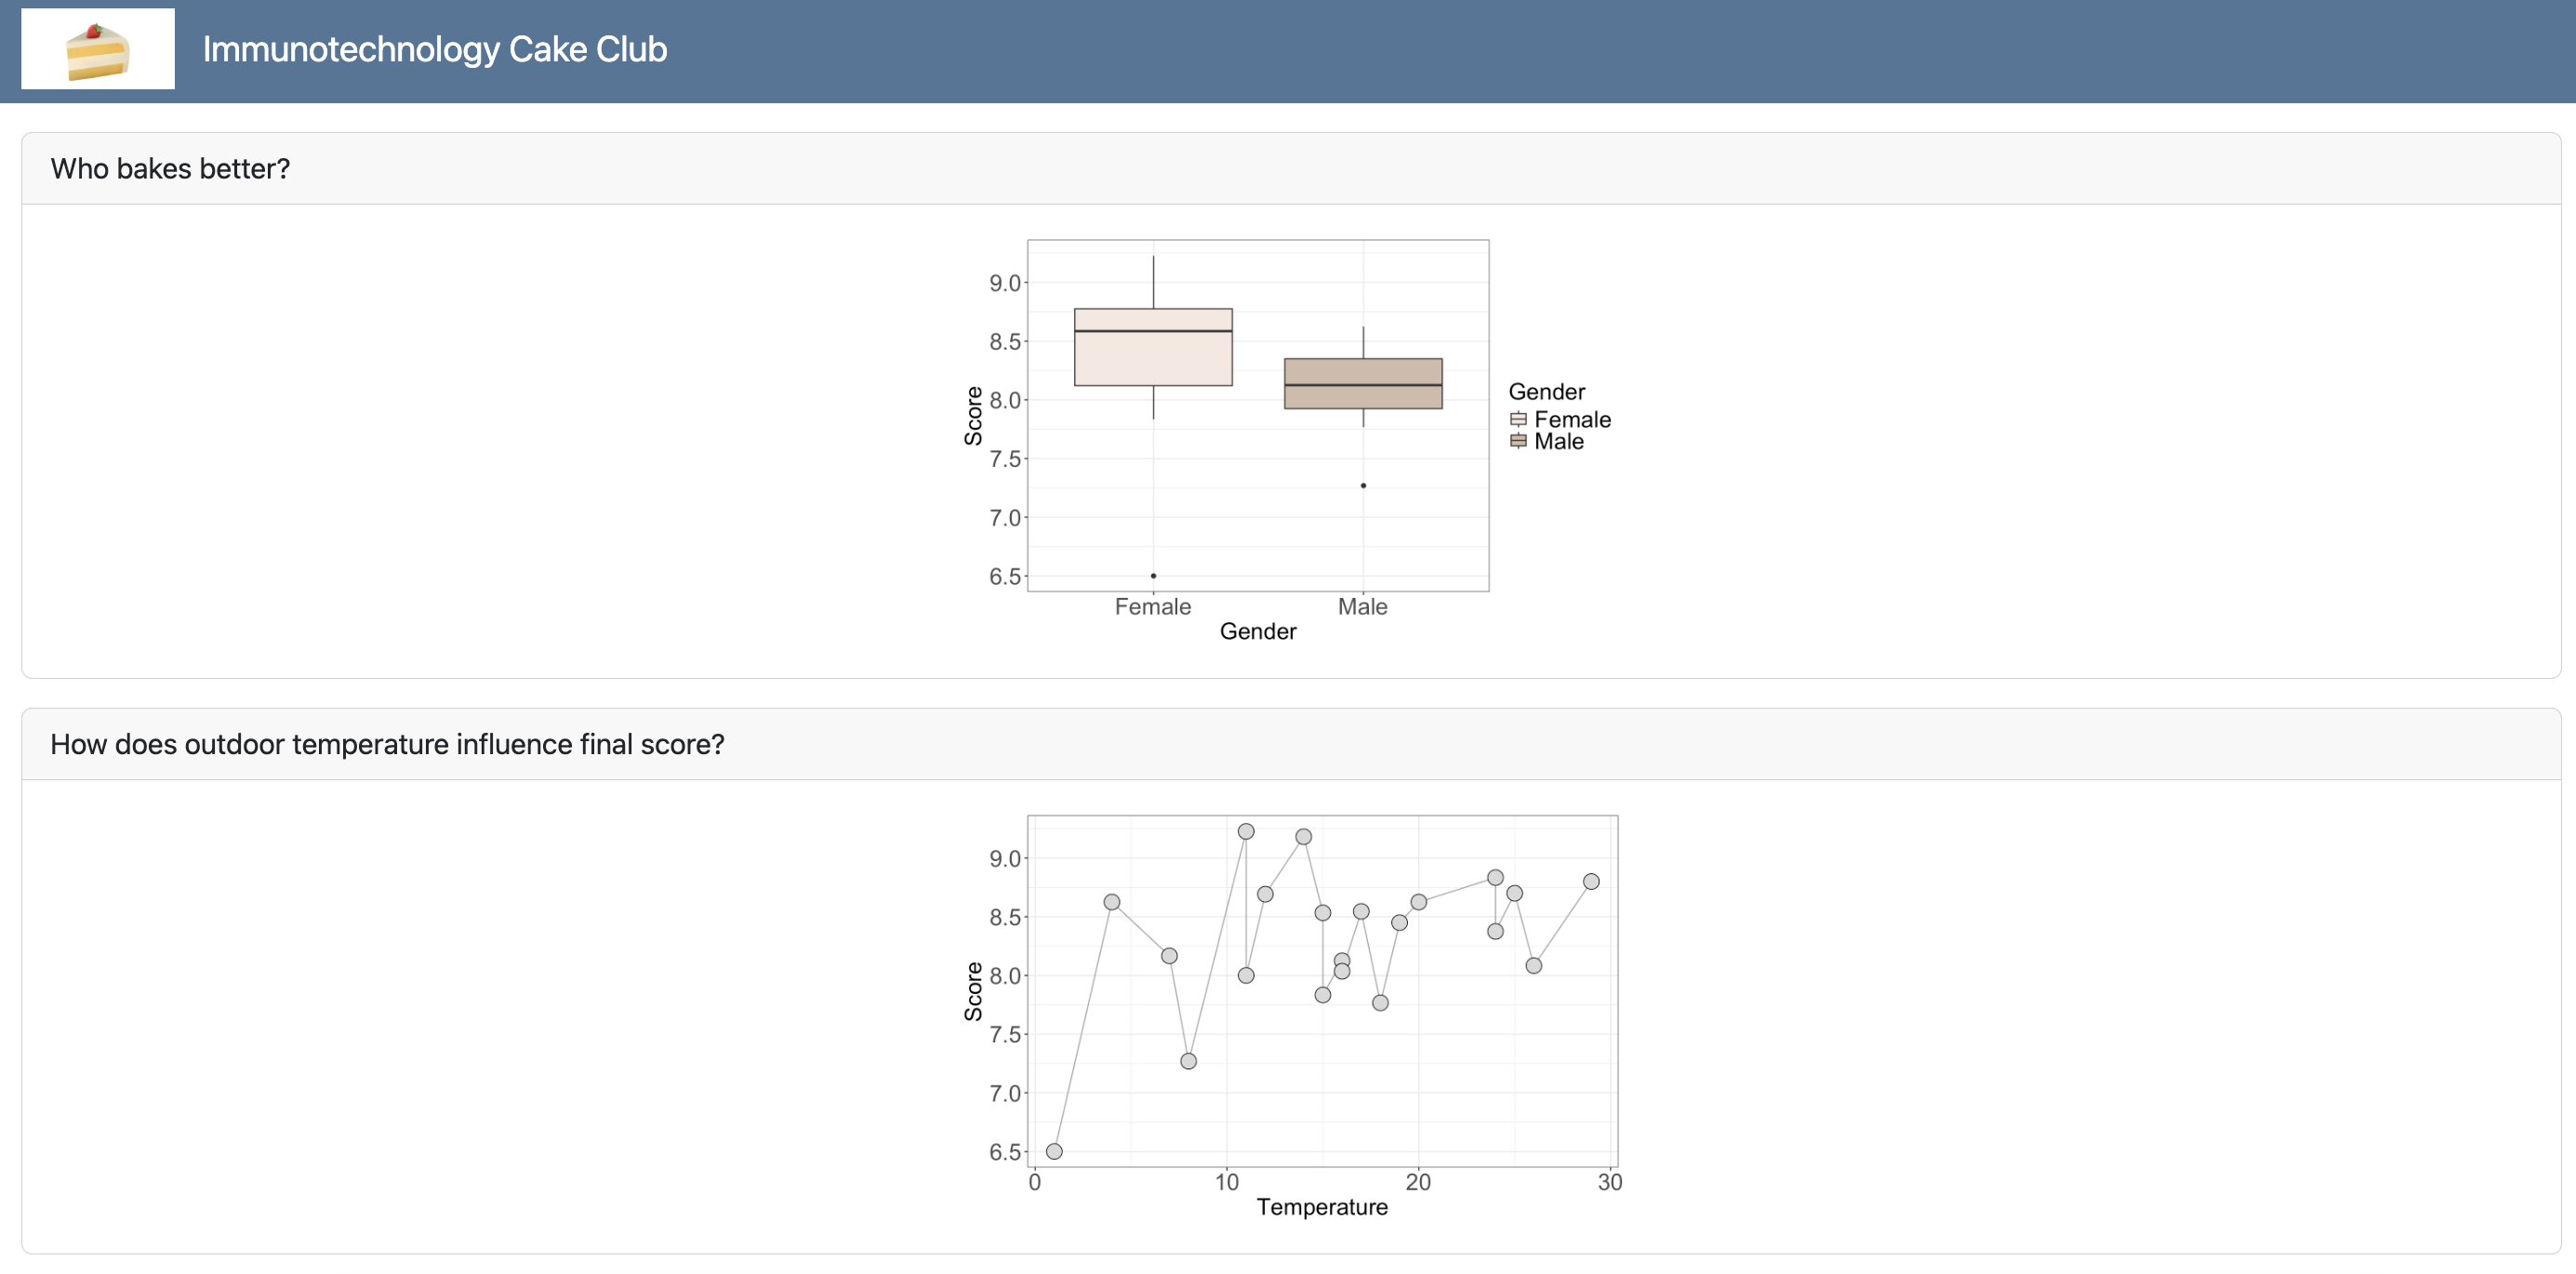 Immunotechnology Cake Club
Who bakes better?
9.0
8.5
8.0
7.5
7.0
6.5
Score
Female
Male
Gender
Gender
Female
Male
How does outdoor temperature influence final score?
9.0
8.5
8.0
7.5
7.0
6.5
Score
0
10
20
30
Temperature